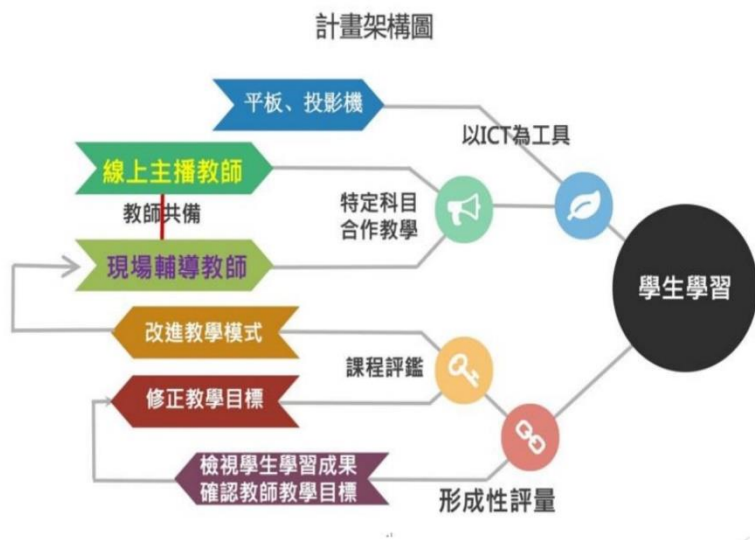 計畫架構圖
平板、投影機
以ICT為工具
線上主播教師
教師共備
特定科目
合作教學
現場輔導教師
學生學習
改進教學模式
課程評鑑
修正教學目標
檢視學生學習成果
確認教師教學目標
形成性評量